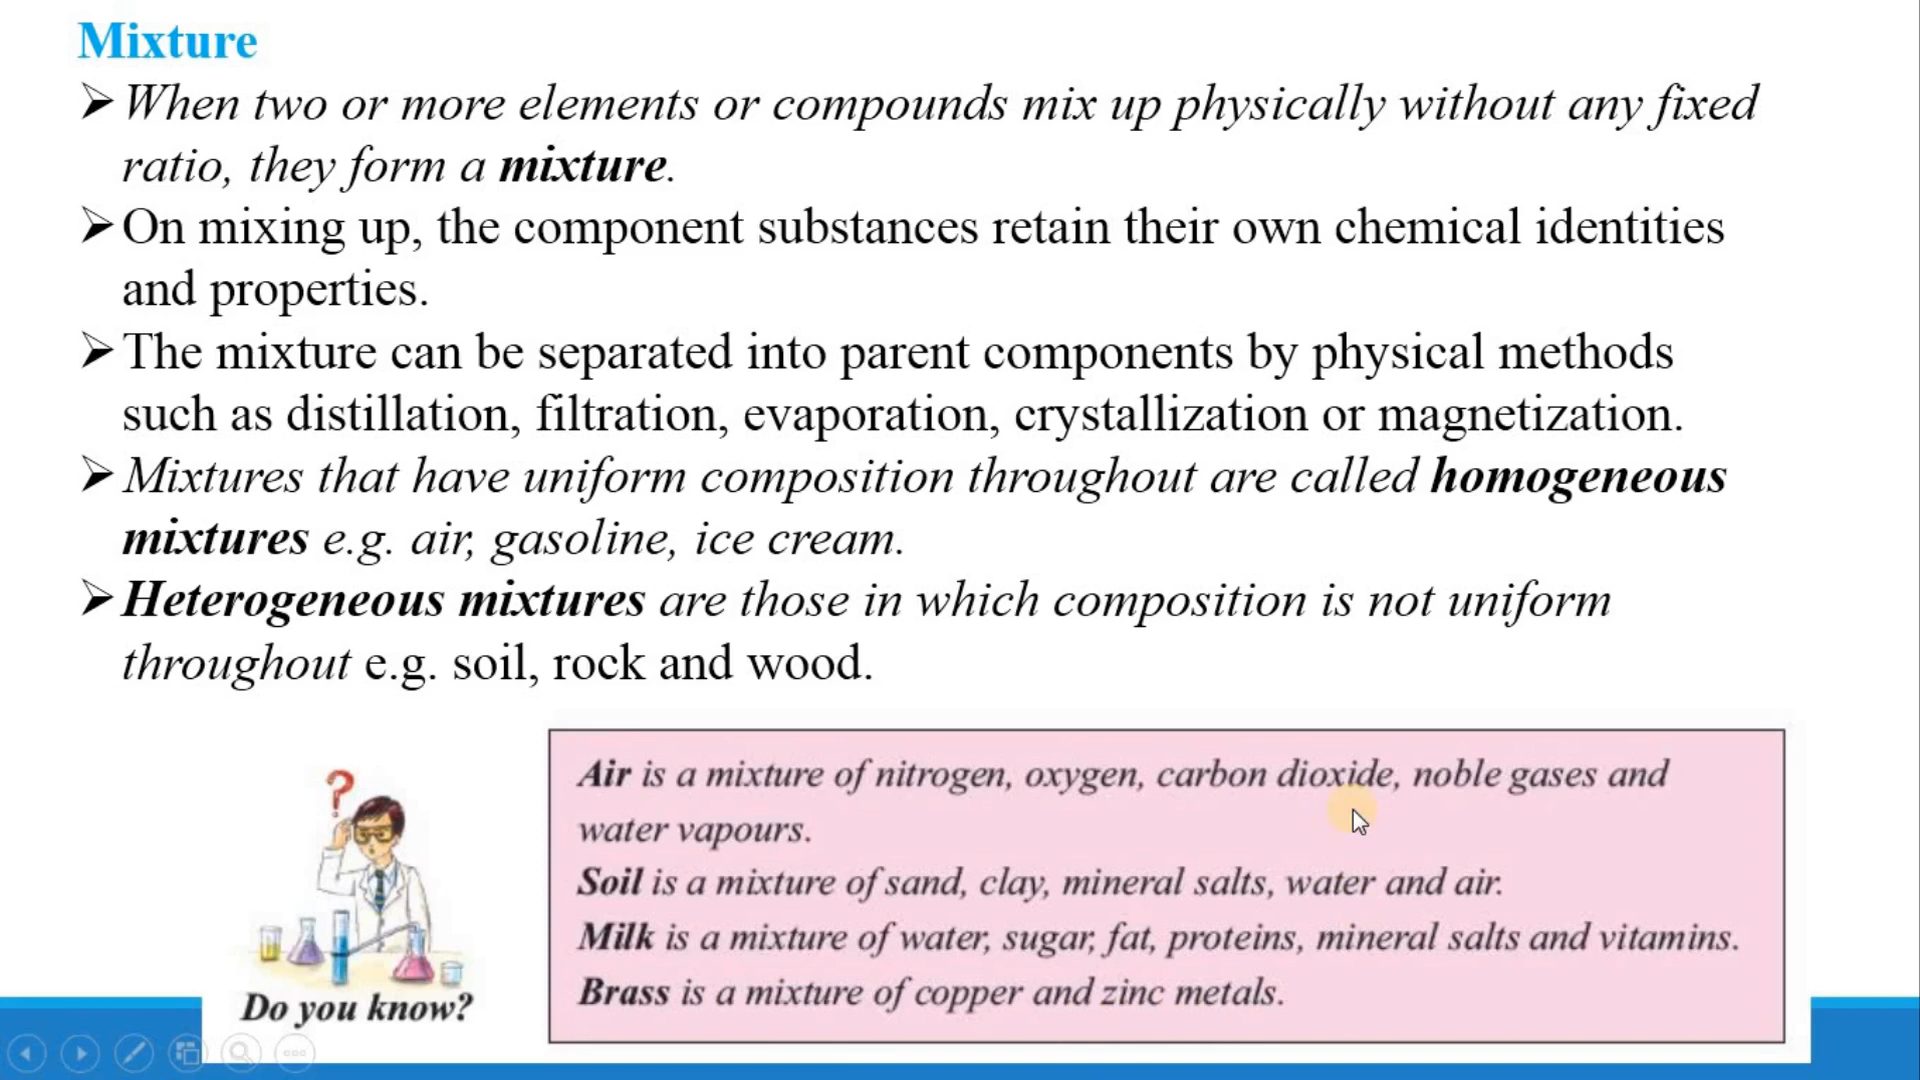 Mixture
➢When two or more elements or compounds mix up physically without any fixed
ratio, they form a mixture.
➢On mixing up, the component substances retain their own chemical identities
and properties.
➢The mixture can be separated into parent components by physical methods
such as distillation, filtration, evaporation, crystallization or magnetization.
➢Mixtures that have uniform composition throughout are called homogeneous
mixtures e.g. air, gasoline, ice cream.
➢Heterogeneous mixtures are those in which composition is not uniform
throughout e.g. soil, rock and wood.
?
Do you know?
Air is a mixture of nitrogen, oxygen, carbon dioxide, noble gases and
water vapours.
Soil is a mixture of sand, clay, mineral salts, water and air.
Milk is a mixture of water, sugar, fat, proteins, mineral salts and vitamins.
Brass is a mixture of copper and zinc metals.